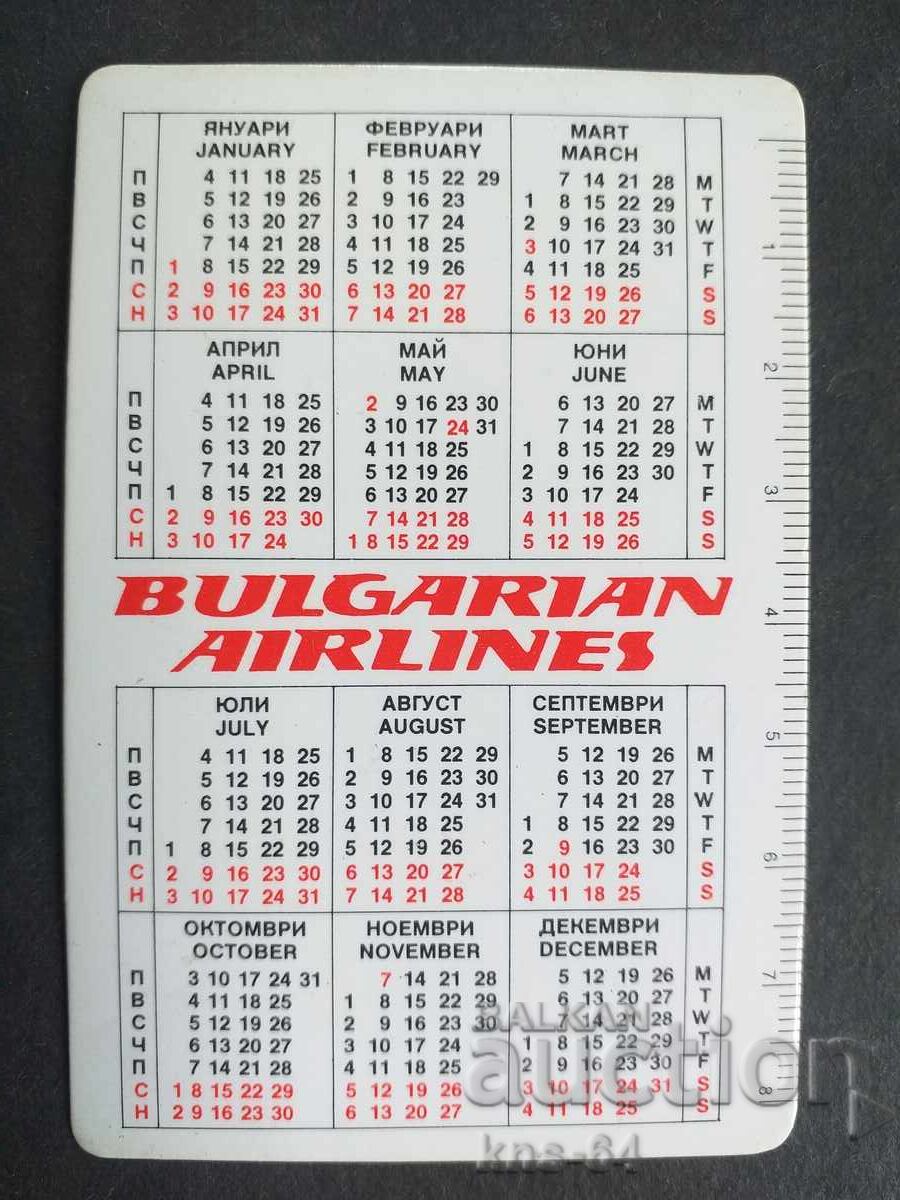 ЯНУАРИ ФЕВРУАРИ МАРТ
JANUARY FEBRUARY MARCH
П 4 11 18 25 1 8 15 22 29 7 14 21 28 M
В 5 12 19 26 2 9 16 23 1 8 15 22 29 T
С 6 13 20 27 3 10 17 24 2 9 16 23 30 W
Ч 7 14 21 28 4 11 18 25 3 10 17 24 31 T
П 1 8 15 22 29 5 12 19 26 4 11 18 25 F
С 2 9 16 23 30 6 13 20 27 5 12 19 26 S
Н 3 10 17 24 31 7 14 21 28 6 13 20 27 S
АПРИЛ МАЙ ЮНИ
APRIL MAY JUNE
П 4 11 18 25 2 9 16 23 30 6 13 20 27 M
В 5 12 19 26 3 10 17 24 31 7 14 21 28 T
С 6 13 20 27 4 11 18 25 1 8 15 22 29 W
Ч 7 14 21 28 5 12 19 26 2 9 16 23 30 T
П 1 8 15 22 29 6 13 20 27 3 10 17 24 F
С 2 9 16 23 30 7 14 21 28 4 11 18 25 S
Н 3 10 17 24 1 8 15 22 29 5 12 19 26 S
BULGARIAN
AIRLINES
ЮЛИ АВГУСТ СЕПТЕМВРИ
JULY AUGUST SEPTEMBER
П 4 11 18 25 1 8 15 22 29 5 12 19 26 M
В 5 12 19 26 2 9 16 23 30 6 13 20 27 T
С 6 13 20 27 3 10 17 24 31 7 14 21 28 W
Ч 7 14 21 28 4 11 18 25 1 8 15 22 29 T
П 1 8 15 22 29 5 12 19 26 2 9 16 23 30 F
С 2 9 16 23 30 6 13 20 27 3 10 17 24 S
Н 3 10 17 24 31 7 14 21 28 4 11 18 25 S
ОКТОМВРИ НОЕМВРИ ДЕКЕМВРИ
OCTOBER NOVEMBER DECEMBER
П 3 10 17 24 31 7 14 21 28 5 12 19 26 M
В 4 11 18 25 1 8 15 22 29 6 13 20 27 T
С 5 12 19 26 2 9 16 23 30 7 14 21 28 W
Ч 6 13 20 27 3 10 17 24 1 8 15 22 29 T
П 7 14 21 28 4 11 18 25 2 9 16 23 30 F
С 1 8 15 22 29 5 12 19 26 3 10 17 24 31 S
Н 2 9 16 23 30 6 13 20 27 4 11 18 25 S
1
2
3
4
5
6
7
8
BALKAN
auction
kns-64